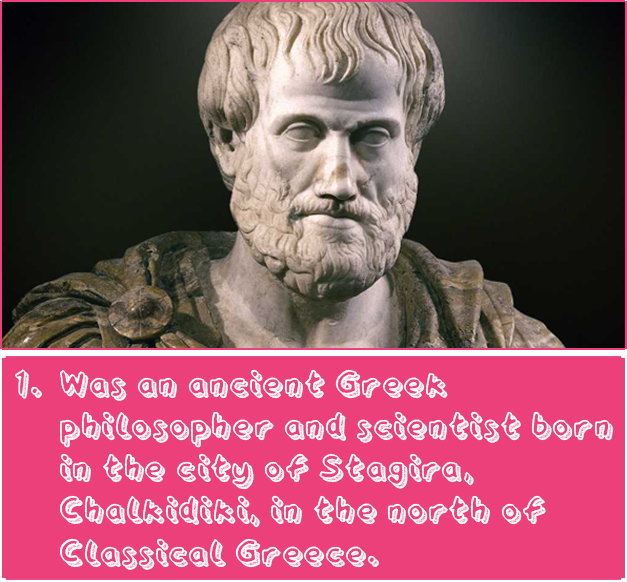 1. Was an ancient Greek
philosopher and scientist born
in the city of Stagira,
Chalkidiki, in the north of
Classical Greece.